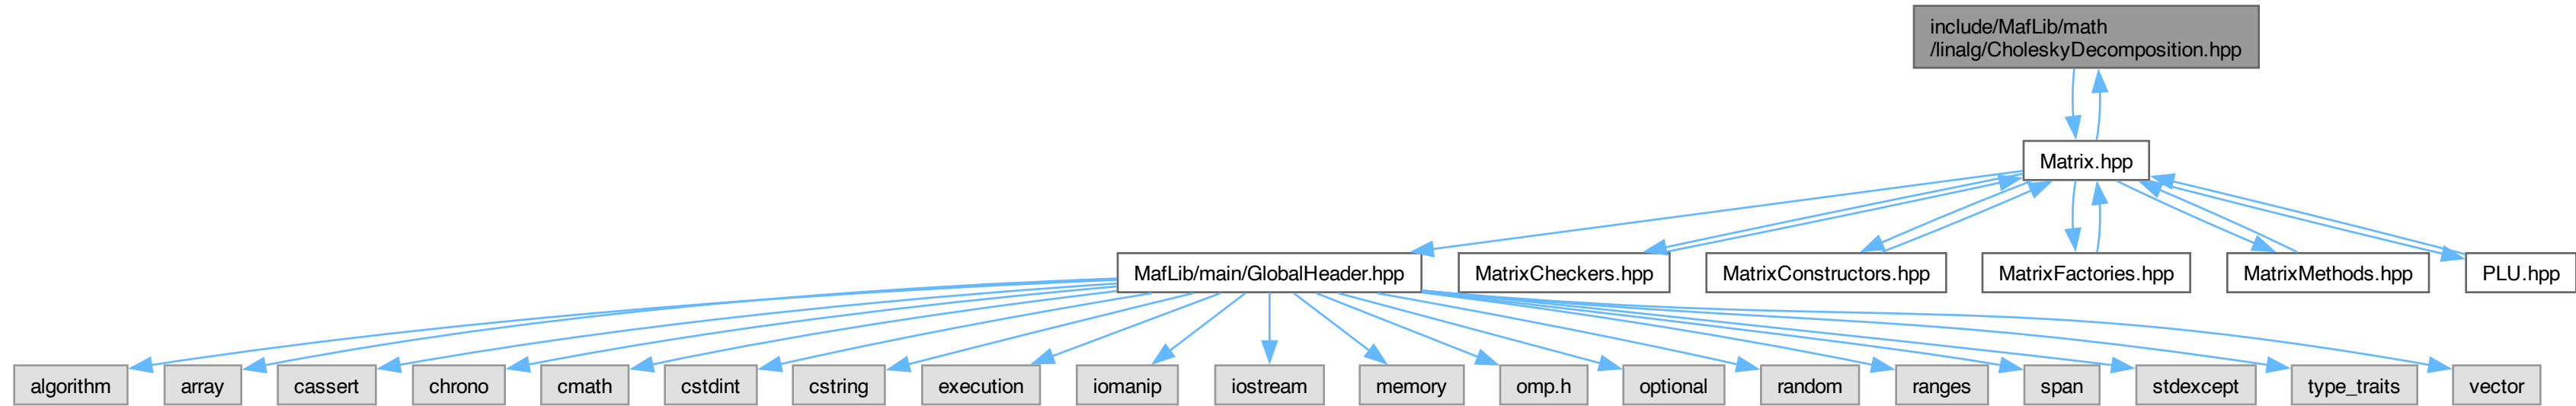 include/MafLib/math
/linalg/CholeskyDecomposition.hpp
Matrix.hpp
MafLib/main/GlobalHeader.hpp
MatrixCheckers.hpp
MatrixConstructors.hpp
MatrixFactories.hpp
MatrixMethods.hpp
PLU.hpp
algorithm
array
cassert
chrono
cmath
cstdint
cstring
execution
iomanip
iostream
memory
omp.h
optional
random
ranges
span
stdexcept
type_traits
vector